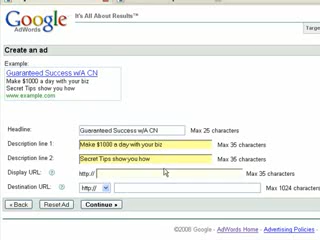 Google It's All About Results™
AdWords
Create an ad
Example:
Guaranteed Success w/A CN
Make $1000 a day with your biz
Secret Tips show you how
www.example.com
Headline: Guaranteed Success w/A CN Max 25 characters
Description line 1: Make $1000 a day with your biz Max 35 characters
Description line 2: Secret Tips show you how Max 35 characters
Display URL: ? http:// Max 35 characters
Destination URL: ? http:// Max 1024 characters
« Back Reset Ad Continue »
©2008 Google - AdWords Home - Advertising Policies -